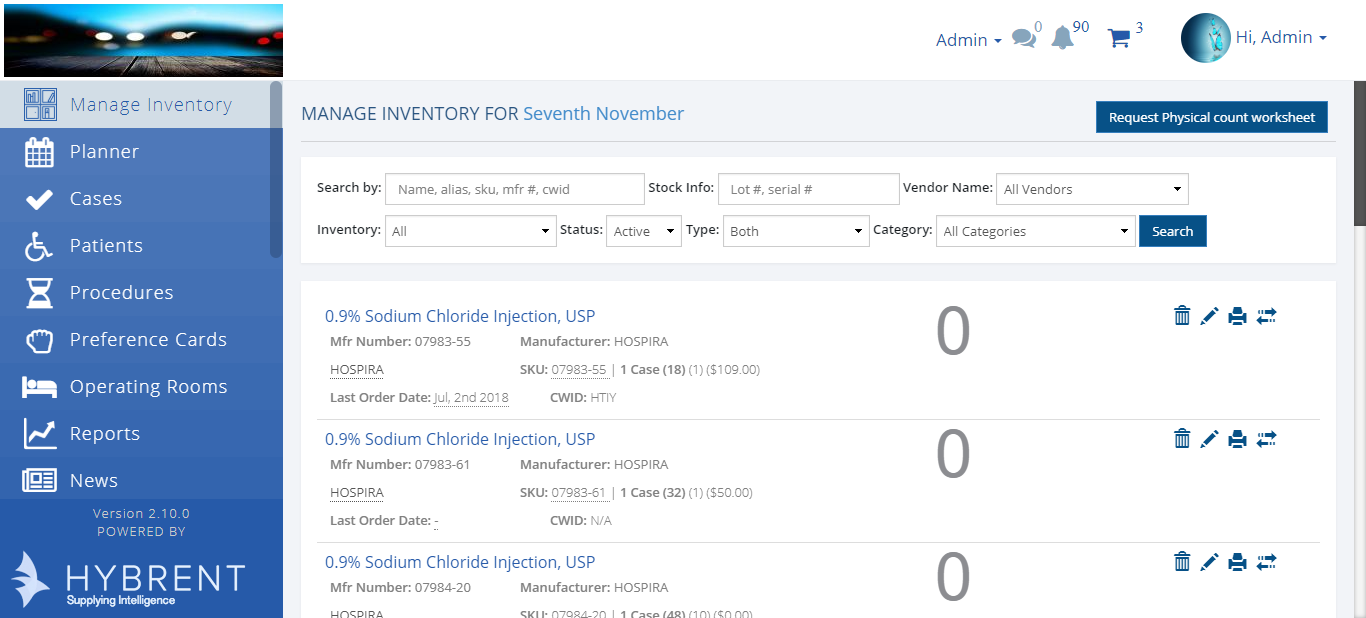 Admin 0 90 3 Hi, Admin
Manage Inventory
Planner
Cases
Patients
Procedures
Preference Cards
Operating Rooms
Reports
News
Version 2.10.0
POWERED BY
HYBRENT
Supplying Intelligence
MANAGE INVENTORY FOR Seventh November
Request Physical count worksheet
Search by: Name, alias, sku, mfr #, cwid Stock Info: Lot #, serial # Vendor Name: All Vendors
Inventory: All Status: Active Type: Both Category: All Categories Search
0.9% Sodium Chloride Injection, USP
0
Mfr Number: 07983-55 Manufacturer: HOSPIRA
HOSPIRA SKU: 07983-55 | 1 Case (18) (1) ($109.00)
Last Order Date: Jul, 2nd 2018 CWID: HTIY
0.9% Sodium Chloride Injection, USP
0
Mfr Number: 07983-61 Manufacturer: HOSPIRA
HOSPIRA SKU: 07983-61 | 1 Case (32) (1) ($50.00)
Last Order Date: - CWID: N/A
0.9% Sodium Chloride Injection, USP
0
Mfr Number: 07984-20 Manufacturer: HOSPIRA
HOSPIRA SKU: 07984-20 | 1 Case (48) (10) ($0.00)